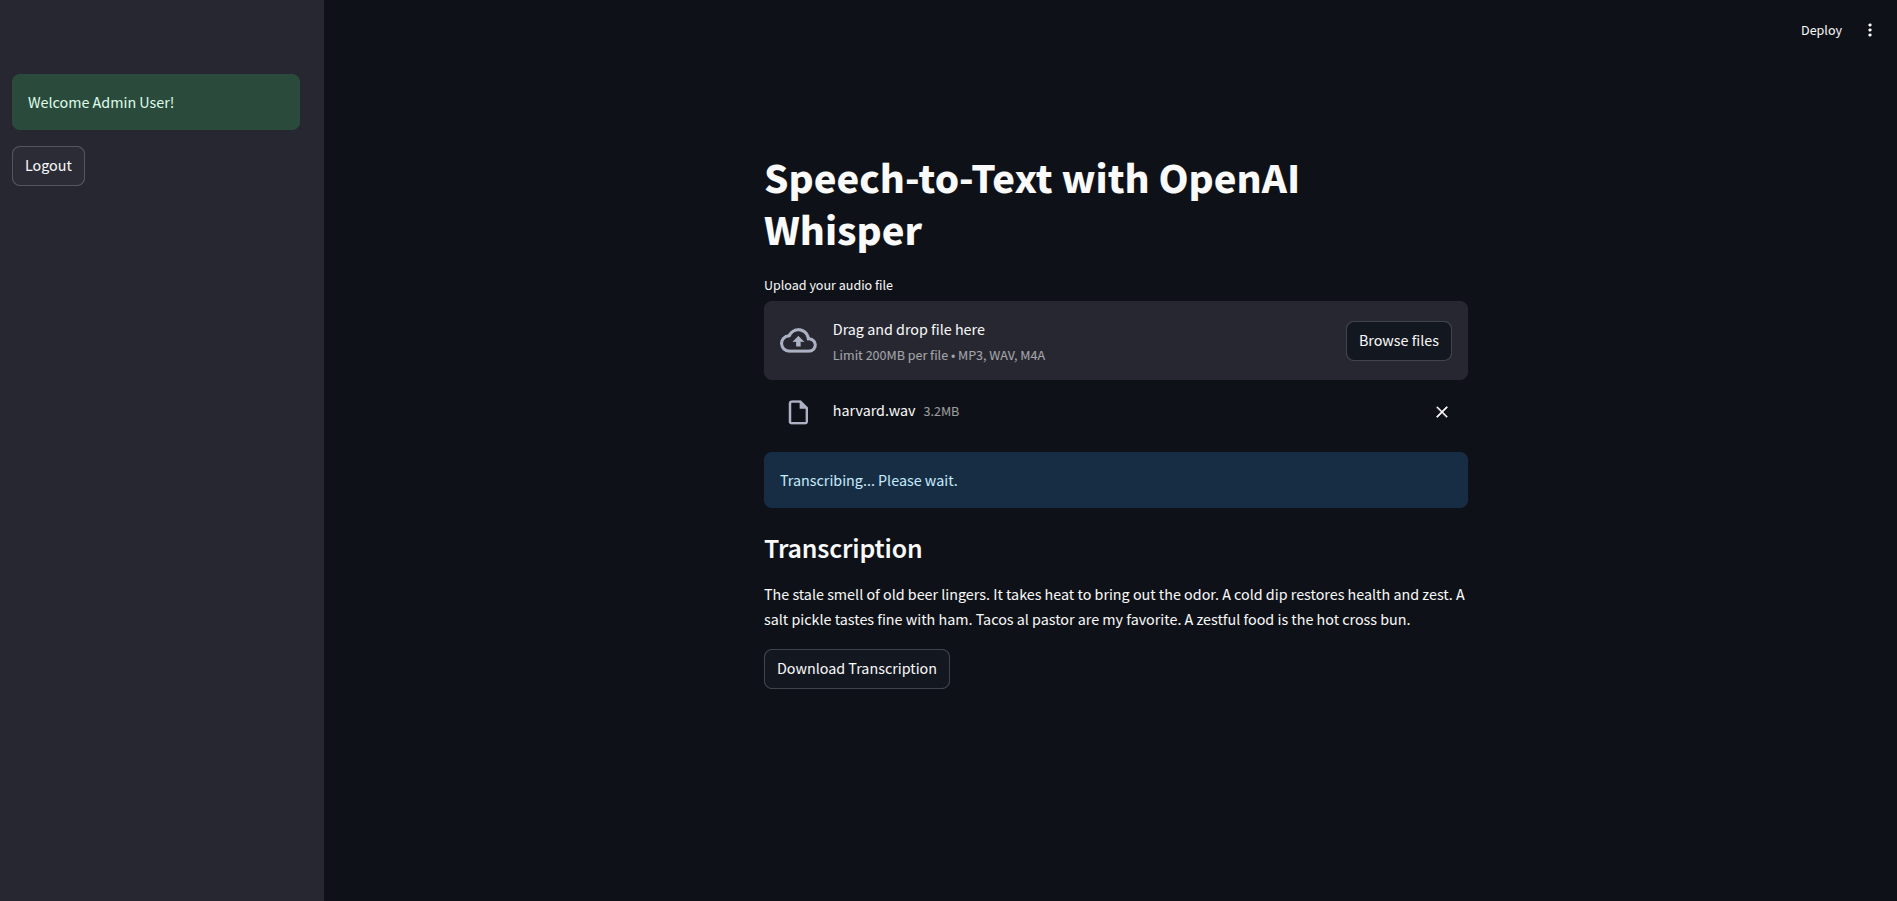 Deploy
Welcome Admin User!
Logout
Speech-to-Text with OpenAI
Whisper
Upload your audio file
Drag and drop file here
Limit 200MB per file • MP3, WAV, M4A
Browse files
harvard.wav 3.2MB
Transcribing... Please wait.
Transcription
The stale smell of old beer lingers. It takes heat to bring out the odor. A cold dip restores health and zest. A
salt pickle tastes fine with ham. Tacos al pastor are my favorite. A zestful food is the hot cross bun.
Download Transcription